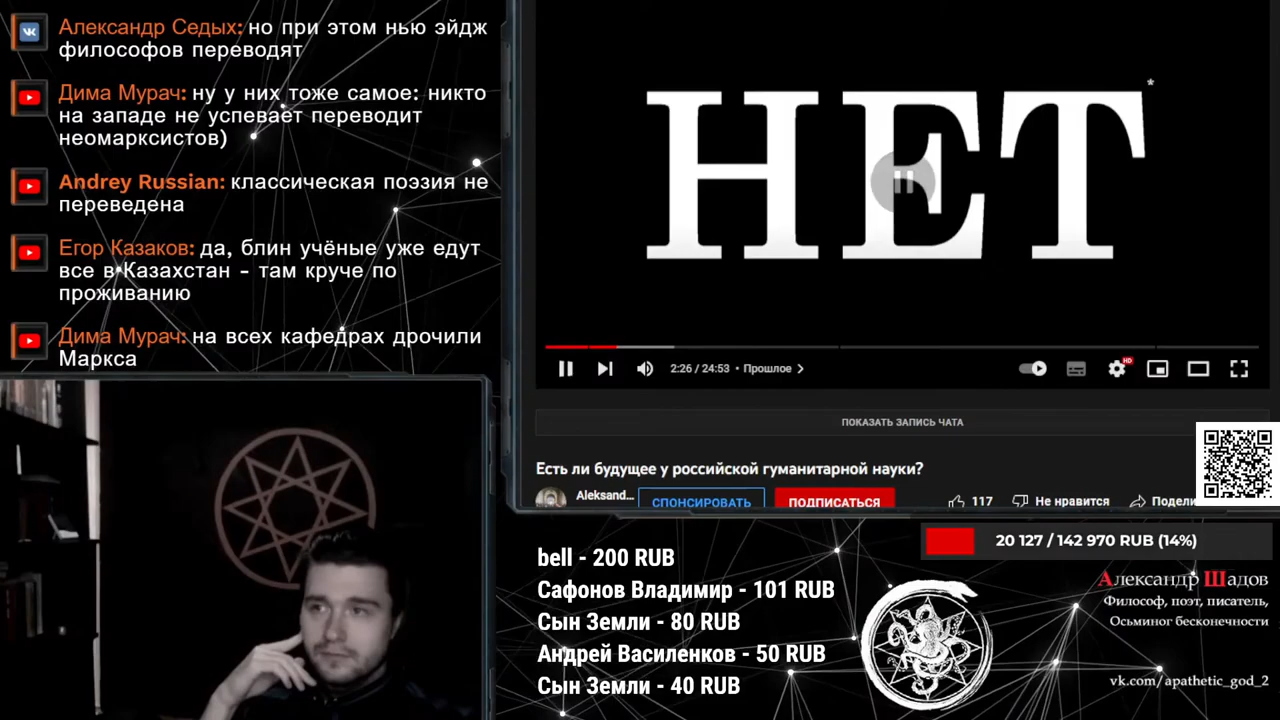 Александр Седых: но при этом нью эйдж
философов переводят
Дима Мурач: ну у них тоже самое: никто
на западе не успевает переводит
неомарксистов)
Andrey Russian: классическая поэзия не
переведена
Егор Казаков: да, блин учёные уже едут
все в Казахстан - там круче по
проживанию
Дима Мурач: на всех кафедрах дрочили
Маркса
НЕТ*
2:26 / 24:53 • Прошлое
HD
ПОКАЗАТЬ ЗАПИСЬ ЧАТА
Есть ли будущее у российской гуманитарной науки?
Aleksand...
СПОНСИРОВАТЬ
ПОДПИСАТЬСЯ
117
Не нравится
Подели
bell - 200 RUB
Сафонов Владимир - 101 RUB
Сын Земли - 80 RUB
Андрей Василенков - 50 RUB
Сын Земли - 40 RUB
20 127 / 142 970 RUB (14%)
Александр Шадов
Философ, поэт, писатель,
Осьминог бесконечности
vk.com/apathetic_god_2